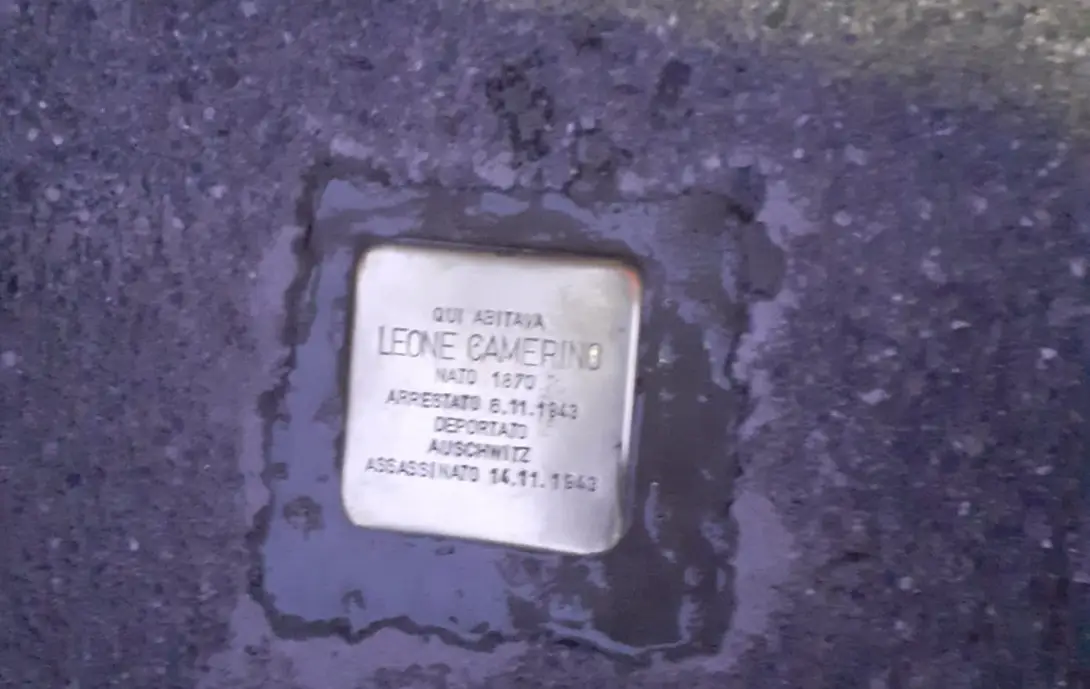 QUI ABITAVA
LEONE CAMERINO
NATO 1870
ARRESTATO 6.11.1943
DEPORTATO
AUSCHWITZ
ASSASSINATO 14.11.1943